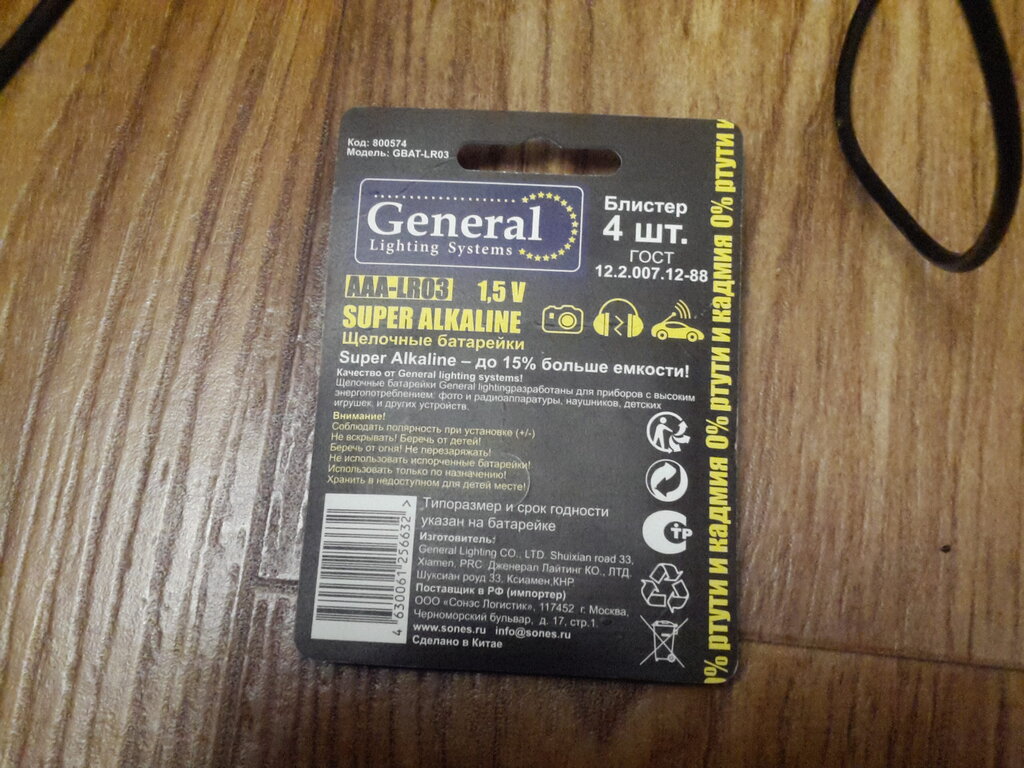 Код: 800574
Модель: GBAT-LR03
General
Lighting Systems
Блистер
4 шт.
ГОСТ
12.2.007.12-88
AAA-LR03 1,5 V
SUPER ALKALINE
Щелочные батарейки
Super Alkaline – до 15% больше емкости!
Качество от General lighting systems!
Щелочные батарейки General lightingразработаны для приборов с высоким
энергопотреблением: фото и радиоаппаратуры, наушников, детских
игрушек, и других устройств.
Внимание!
Соблюдать полярность при установке (+/-)
Не вскрывать! Беречь от детей!
Беречь от огня! Не перезаряжать!
Не использовать испорченные батарейки!
Использовать только по назначению!
Хранить в недоступном для детей месте!
Типоразмер и срок годности
указан на батарейке
Изготовитель:
General Lighting CO., LTD. Shuixian road 33,
Xiamen, PRC Дженерал Лайтинг КО., ЛТД.
Шуксиан роуд 33. Ксиамен,КНР
Поставщик в РФ (импортер)
ООО «Сонэс Логистик», 117452 г. Москва,
Черноморский бульвар, д. 17, стр.1.
www.sones.ru info@sones.ru
Сделано в Китае
4 630061 256632 >
тР
0% ртути и кадмия 0% ртути и кадмия 0% ртути и